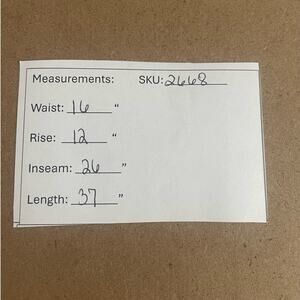 Measurements: SKU: 2668
Waist: 16 "
Rise: 12 "
Inseam: 26 "
Length: 37 "